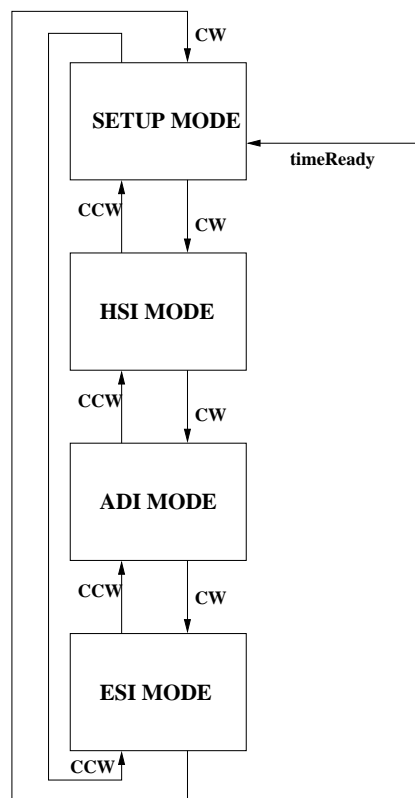 CW
SETUP MODE
timeReady
CCW
CW
HSI MODE
CCW
CW
ADI MODE
CCW
CW
ESI MODE
CCW